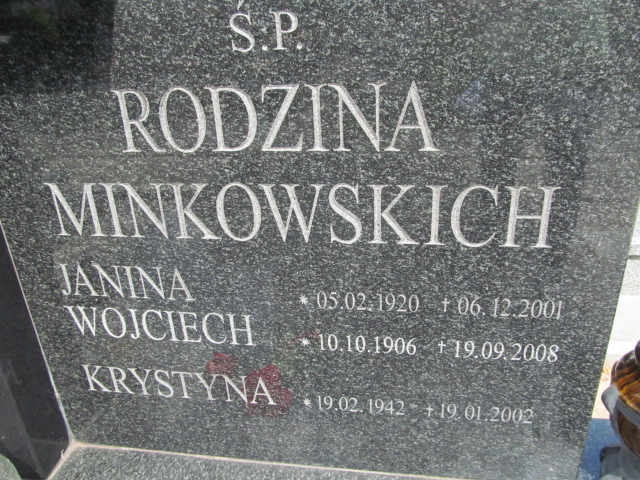 Ś.P.
RODZINA
MINKOWSKICH
JANINA * 05.02.1920 † 06.12.2001
WOJCIECH * 10.10.1906 † 19.09.2008
KRYSTYNA * 19.02.1942 † 19.01.2002